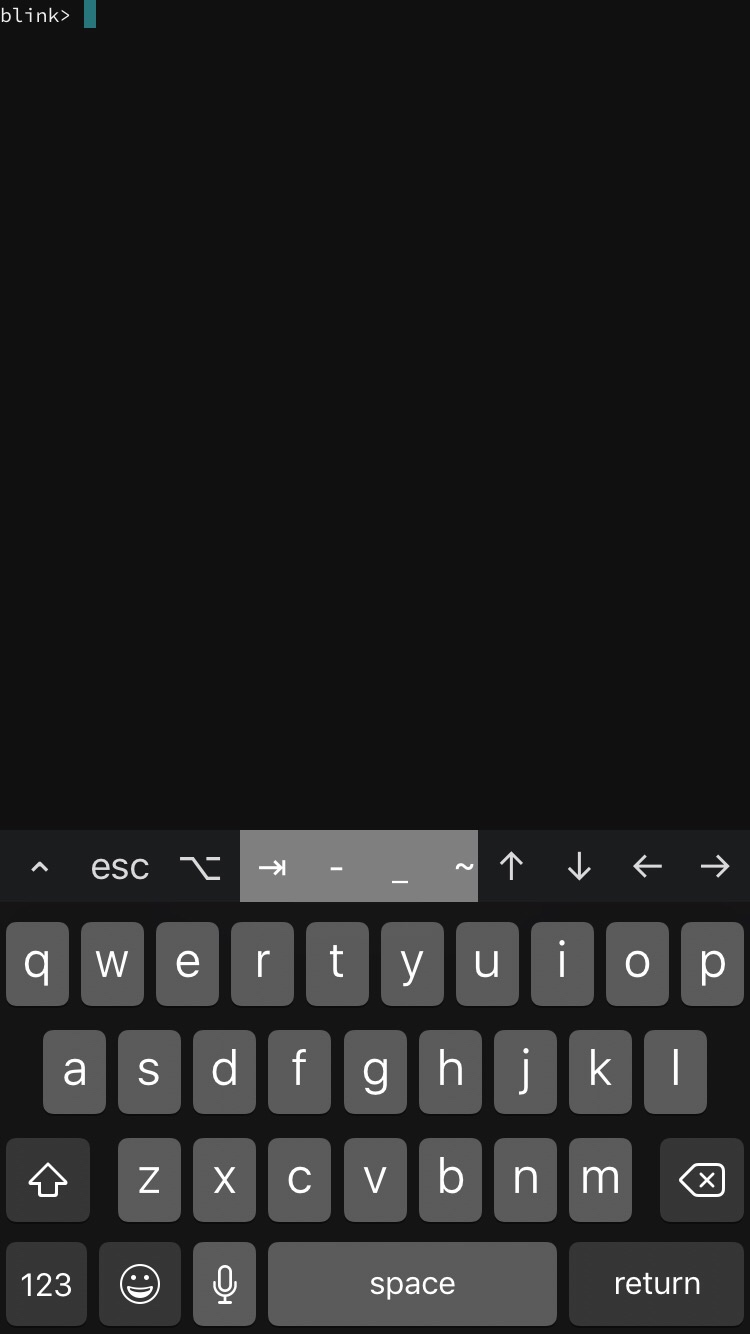 blink>
^ esc ⌥ ⇥ - _ ~ ↑ ↓ ← →
q w e r t y u i o p
a s d f g h j k l
z x c v b n m
123 space return